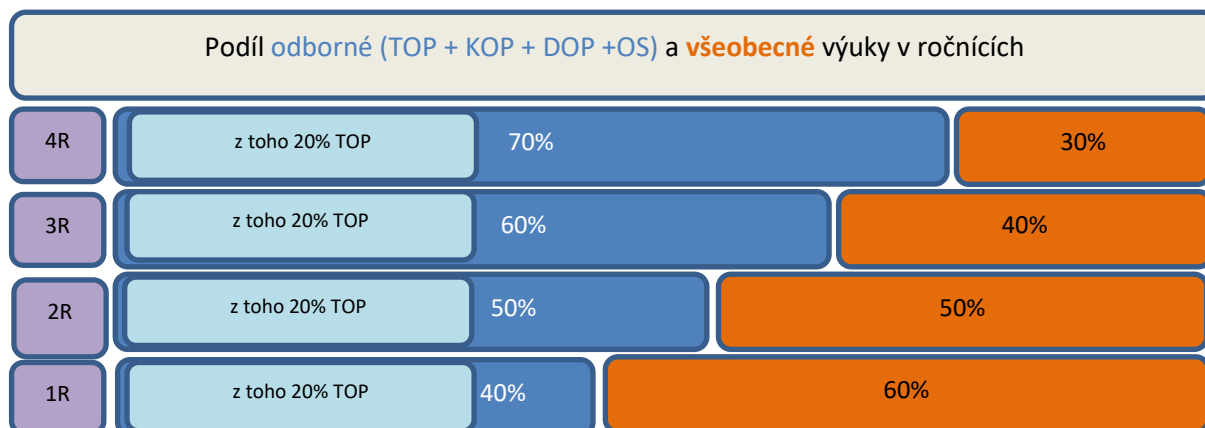 Podíl odborné (TOP + KOP + DOP +OS) a všeobecné výuky v ročnících
4R z toho 20% TOP 70% 30%
3R z toho 20% TOP 60% 40%
2R z toho 20% TOP 50% 50%
1R z toho 20% TOP 40% 60%